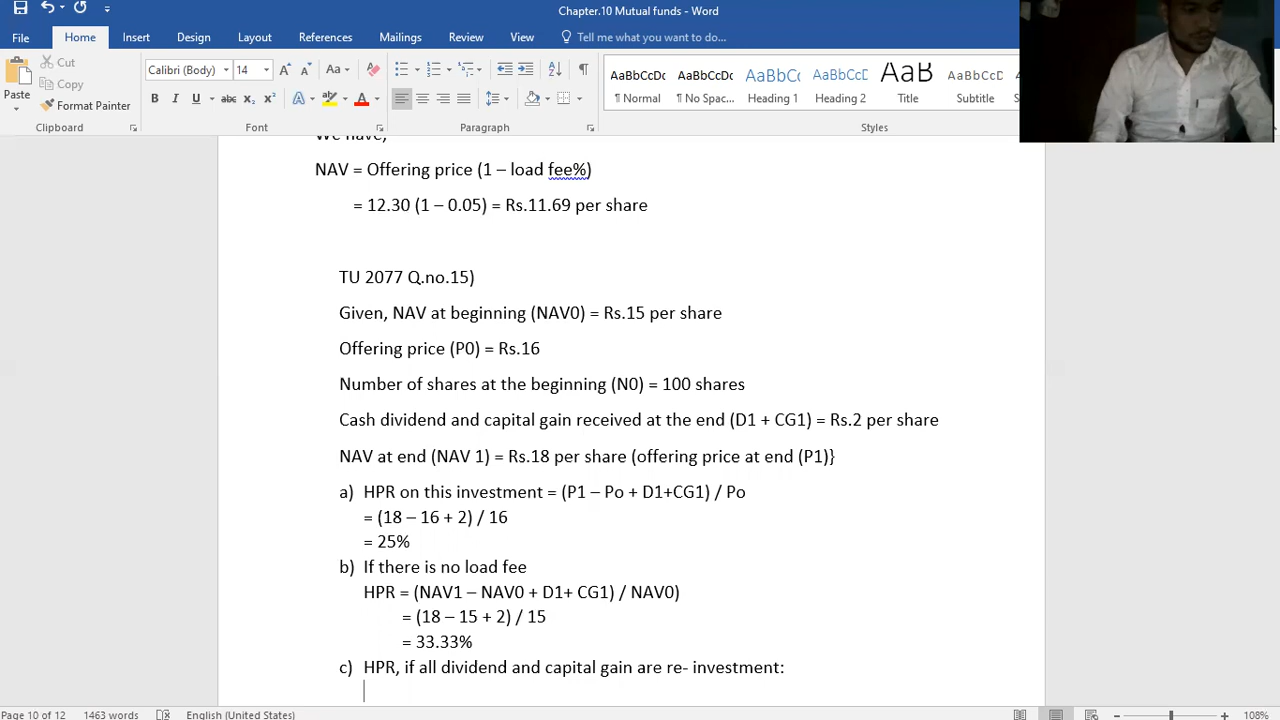 Chapter.10 Mutual funds - Word
File Home Insert Design Layout References Mailings Review View Tell me what you want to do...
Paste Cut Copy Format Painter
Calibri (Body) 14 Aa A
B I U abc x₂ x² A A
AaBbCcDc AaBbCcDc AaBbCc AaBbCcD AaB AaBbCcD
¶ Normal ¶ No Spac... Heading 1 Heading 2 Title Subtitle
Clipboard Font Paragraph Styles
We have,
NAV = Offering price (1 – load fee%)
= 12.30 (1 – 0.05) = Rs.11.69 per share
TU 2077 Q.no.15)
Given, NAV at beginning (NAV0) = Rs.15 per share
Offering price (P0) = Rs.16
Number of shares at the beginning (N0) = 100 shares
Cash dividend and capital gain received at the end (D1 + CG1) = Rs.2 per share
NAV at end (NAV 1) = Rs.18 per share (offering price at end (P1)}
a) HPR on this investment = (P1 – Po + D1+CG1) / Po
= (18 – 16 + 2) / 16
= 25%
b) If there is no load fee
HPR = (NAV1 – NAV0 + D1+ CG1) / NAV0)
= (18 – 15 + 2) / 15
= 33.33%
c) HPR, if all dividend and capital gain are re- investment:
Page 10 of 12 1463 words English (United States) 108%